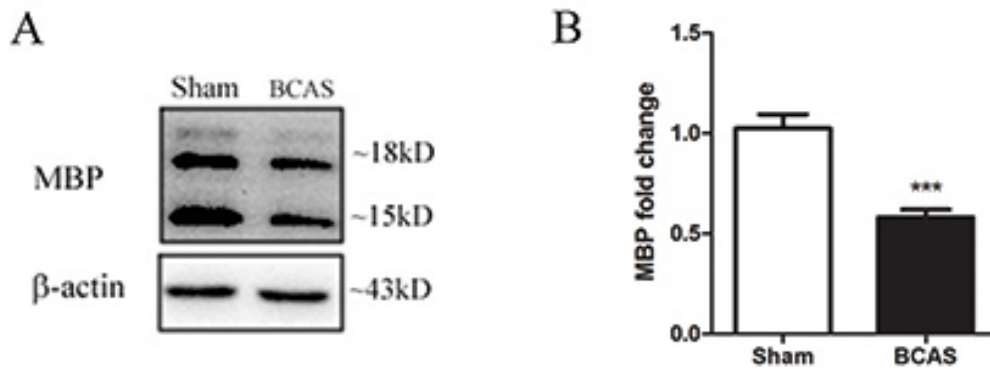 A
Sham BCAS
MBP
~18kD
~15kD
β-actin
~43kD
B
MBP fold change
1.5
1.0
0.5
0.0
***
Sham
BCAS